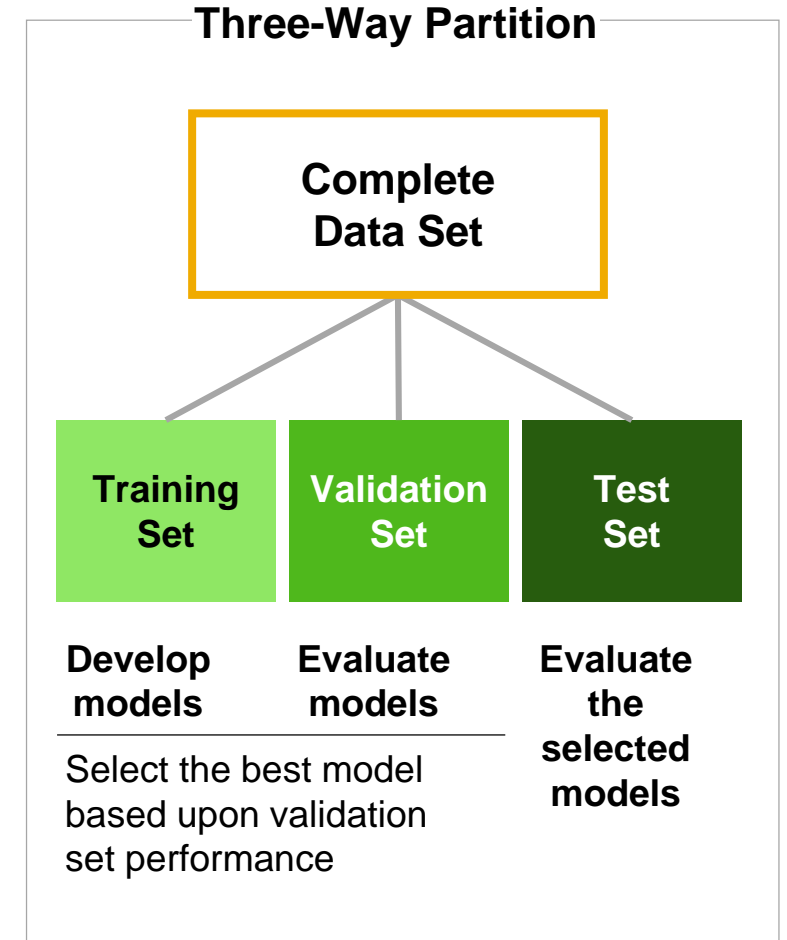 Three-Way Partition
Complete
Data Set
Training
Set
Validation
Set
Test
Set
Develop
models
Evaluate
models
Select the best model
based upon validation
set performance
Evaluate
the
selected
models